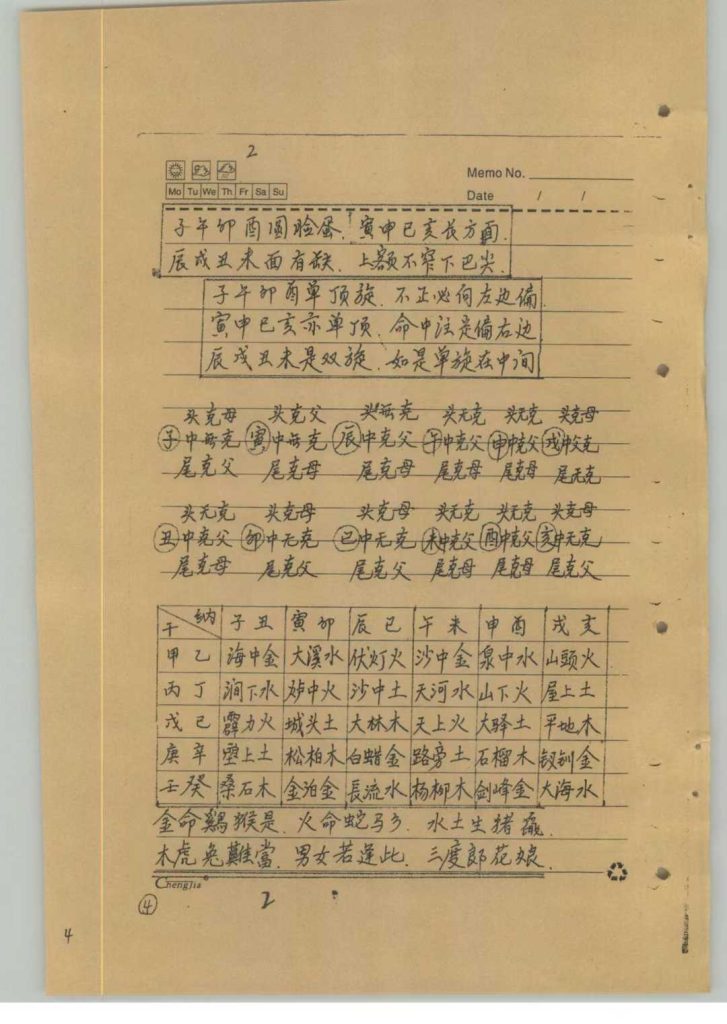 2
Memo No.
Mo Tu We Th Fr Sa Su
Date / /
子午卯酉圆脸蛋. 寅申巳亥长方面.
辰戌丑未面有缺. 上额不窄下巴尖.
子午卯酉单顶旋. 不正必向左边偏
寅申巳亥亦单顶. 命中注定偏右边
辰戌丑未是双旋. 如是单旋在中间
头克母 头克父 头無克 头无克 头无克 头克母
子 中無克 寅 中無克 辰 中克父 午 中克父 申 中克父 戌 中父克
尾克父 尾克母 尾克母 尾克母 尾克母 尾无克
头无克 头克母 头克母 头无克 头无克 头克母
丑 中克父 卯 中无克 巳 中无克 未 中克父 酉 中克父 亥 中无克
尾克母 尾克父 尾克父 尾克母 尾克母 尾克父
干 纳 子丑 寅卯 辰巳 午未 申酉 戌亥
甲乙 海中金 大溪水 伏灯火 沙中金 泉中水 山頭火
丙丁 涧下水 炉中火 沙中土 天河水 山下火 屋上土
戊己 霹力火 城头土 大林木 天上火 大驿土 平地木
庚辛 壁上土 松柏木 白蜡金 路旁土 石榴木 钗钏金
壬癸 桑石木 金泊金 長流水 杨柳木 剑峰金 大海水
金命鷄猴是. 火命蛇马 水土生猪
木虎兔難當. 男女若逢此. 三度郎花娘.
ChengJia
④ 2
4